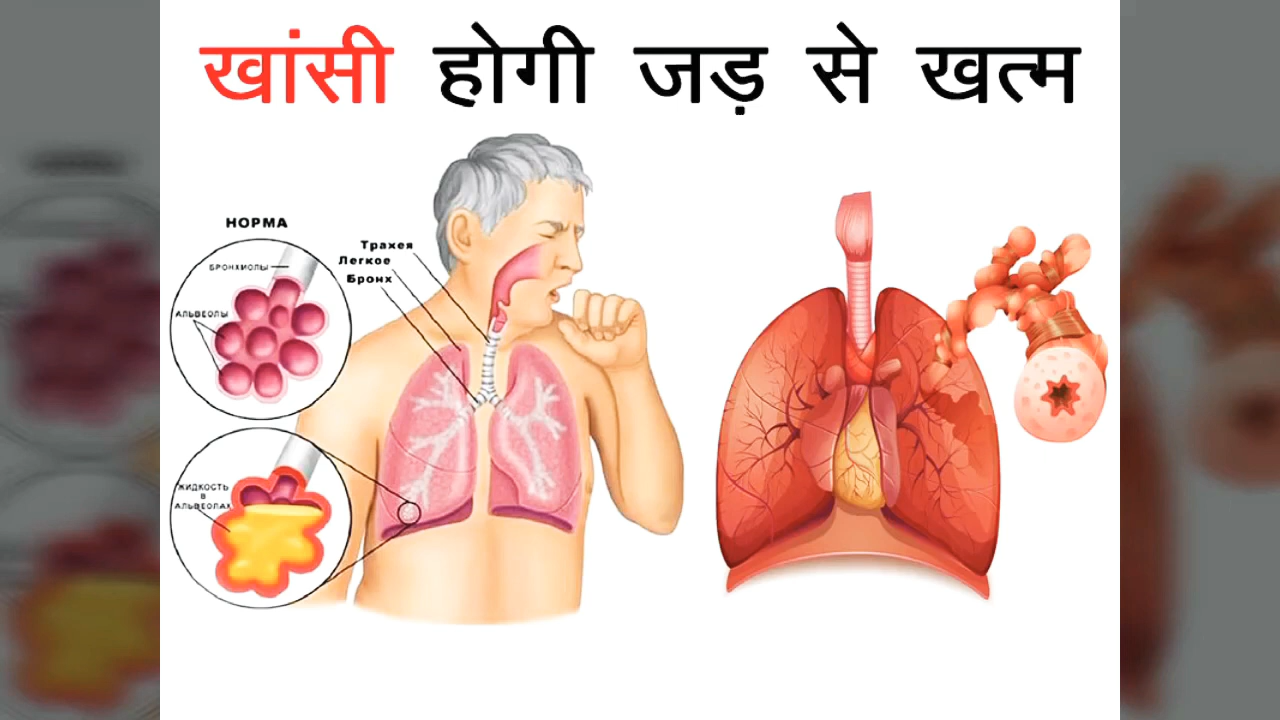 खांसी होगी जड़ से खत्म
НОРМА
БРОНХИОЛЫ
АЛЬВЕОЛЫ
Трахея
Легкое
Бронх
ЖИДКОСТЬ
В
АЛЬВЕОЛАХ